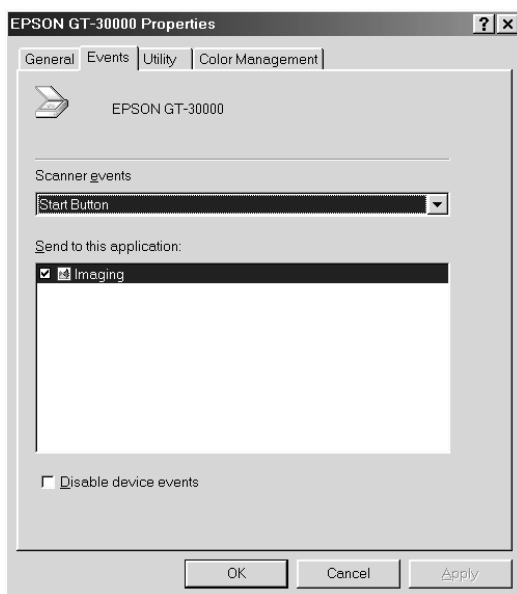 EPSON GT-30000 Properties
? ×
General Events Utility Color Management
EPSON GT-30000
Scanner events
Start Button
Send to this application:
Imaging
Disable device events
OK Cancel Apply